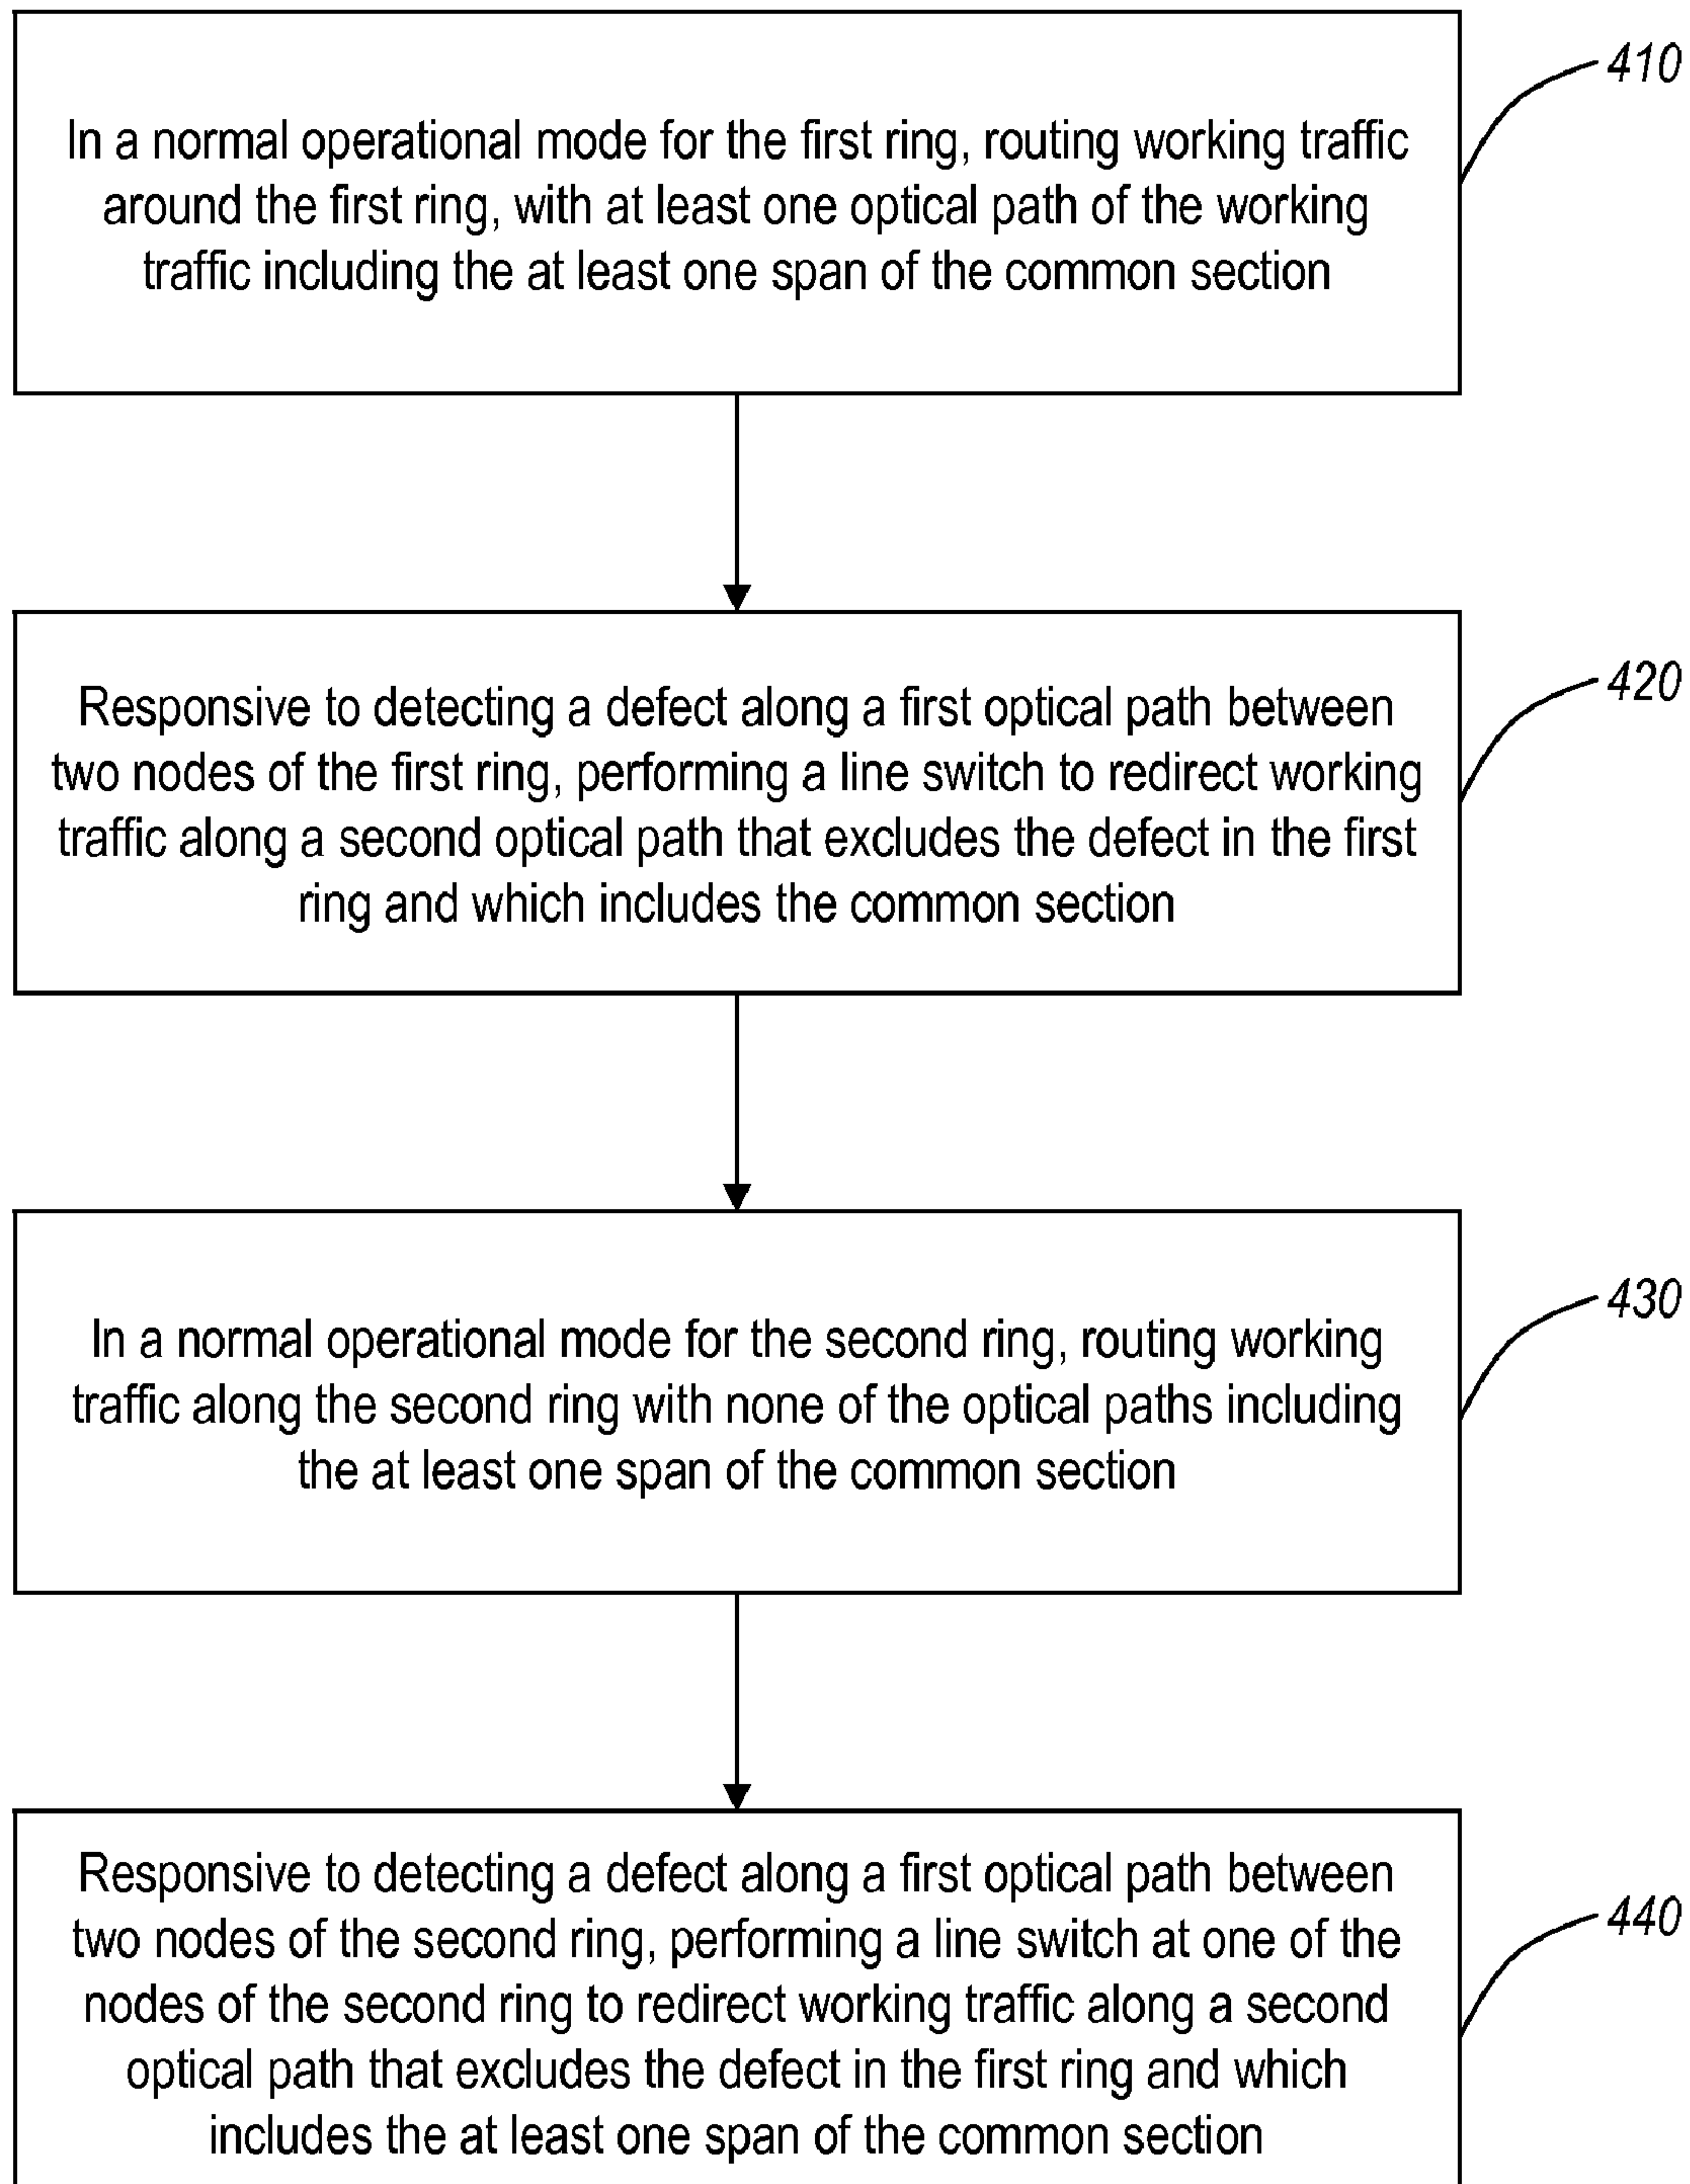 In a normal operational mode for the first ring, routing working traffic
around the first ring, with at least one optical path of the working
traffic including the at least one span of the common section
410
Responsive to detecting a defect along a first optical path between
two nodes of the first ring, performing a line switch to redirect working
traffic along a second optical path that excludes the defect in the first
ring and which includes the common section
420
In a normal operational mode for the second ring, routing working
traffic along the second ring with none of the optical paths including
the at least one span of the common section
430
Responsive to detecting a defect along a first optical path between
two nodes of the second ring, performing a line switch at one of the
nodes of the second ring to redirect working traffic along a second
optical path that excludes the defect in the first ring and which
includes the at least one span of the common section
440